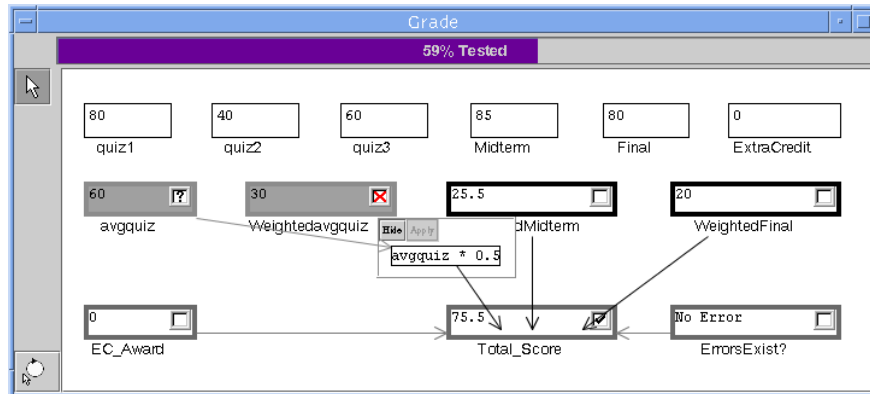 Grade
59% Tested
80 40 60 85 80 0
quiz1 quiz2 quiz3 Midterm Final ExtraCredit
60 ? 30 25.5 20
avgquiz Weightedavgquiz dMidterm WeightedFinal
Hide Apply
avgquiz * 0.5
0 75.5 No Error
EC_Award Total_Score ErrorsExist?